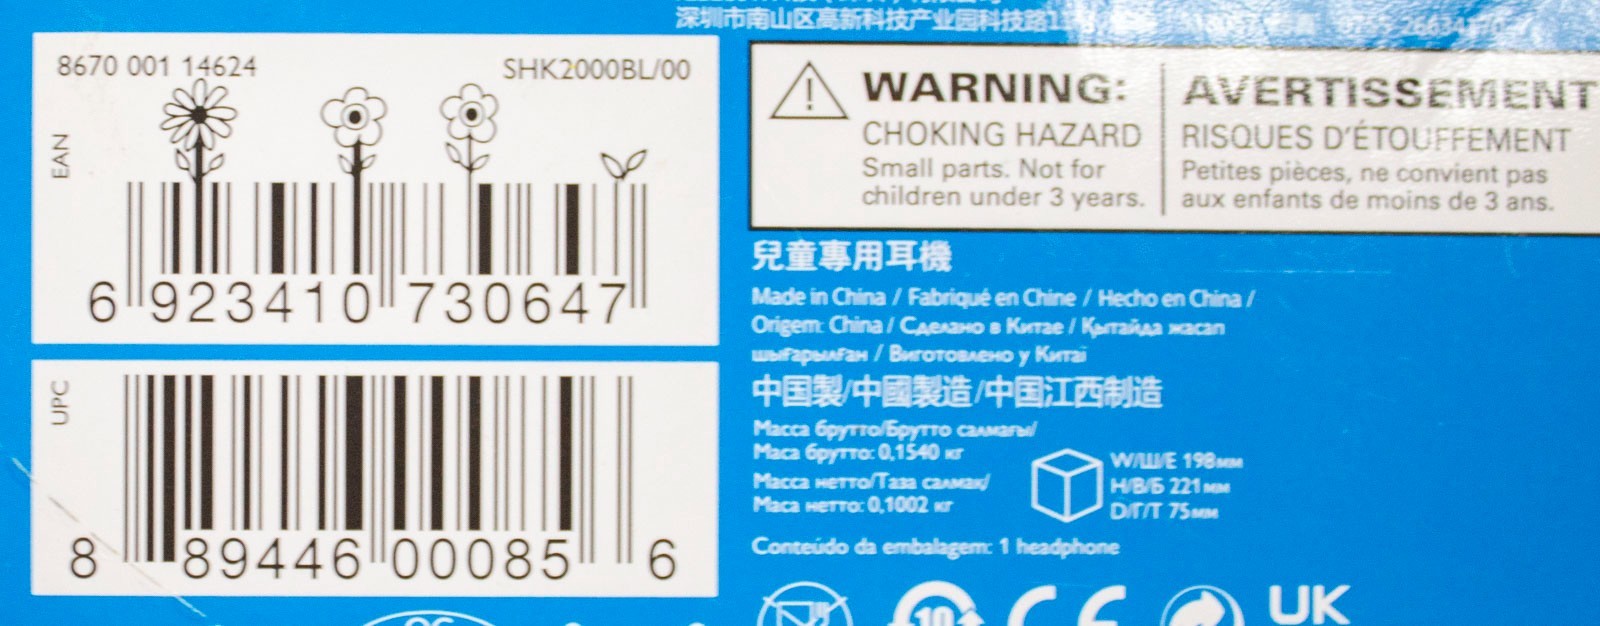 深圳市南山区高新科技产业园科技路1
8670 001 14624
SHK2000BL/00
EAN
6 923410 730647
UPC
8 89446 00085 6
WARNING:
CHOKING HAZARD
Small parts. Not for
children under 3 years.
AVERTISSEMENT
RISQUES D'ÉTOUFFEMENT
Petites pièces, ne convient pas
aux enfants de moins de 3 ans.
兒童專用耳機
Made in China / Fabriqué en Chine / Hecho en China /
Origem: China / Сделано в Китае / Қытайда жасап
шығарылған / Виготовлено у Китаї
中国製/中國製造/中国江西制造
Масса брутто/Брутто салмағы/
Маса брутто: 0,1540 кг
Масса нетто/Таза салмақ/
Маса нетто: 0,1002 кг
W/Ш/Е 198мм
H/В/Б 221мм
D/Г/Т 75мм
Conteúdo da embalagem: 1 headphone
10
CE
UK